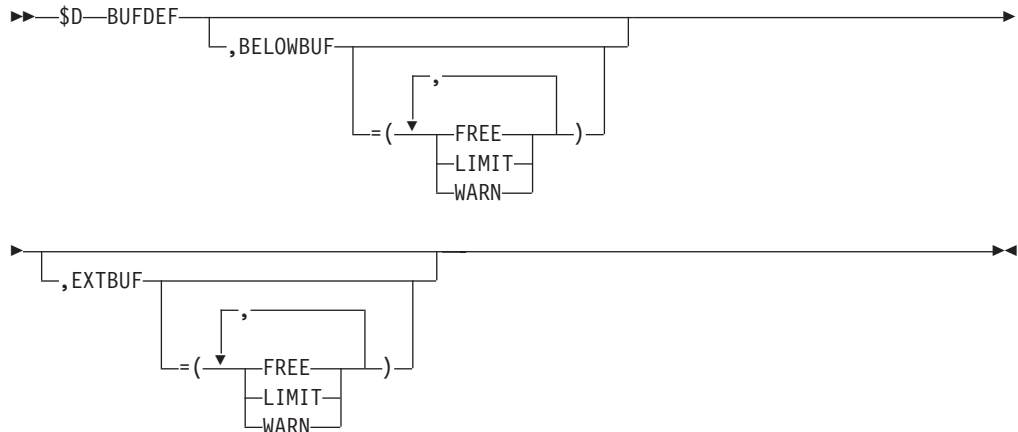 $D BUFDEF
,BELOWBUF
,
=( FREE )
LIMIT
WARN
,EXTBUF
,
=( FREE )
LIMIT
WARN